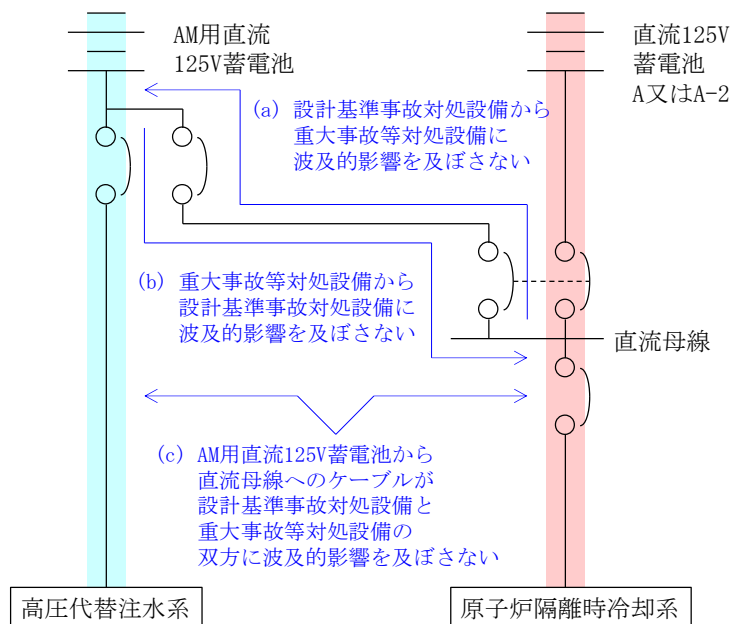 AM用直流
125V蓄電池
直流125V
蓄電池
A又はA-2
(a) 設計基準事故対処設備から
重大事故等対処設備に
波及的影響を及ぼさない
(b) 重大事故等対処設備から
設計基準事故対処設備に
波及的影響を及ぼさない
直流母線
(c) AM用直流125V蓄電池から
直流母線へのケーブルが
設計基準事故対処設備と
重大事故等対処設備の
双方に波及的影響を及ぼさない
高圧代替注水系
原子炉隔離時冷却系